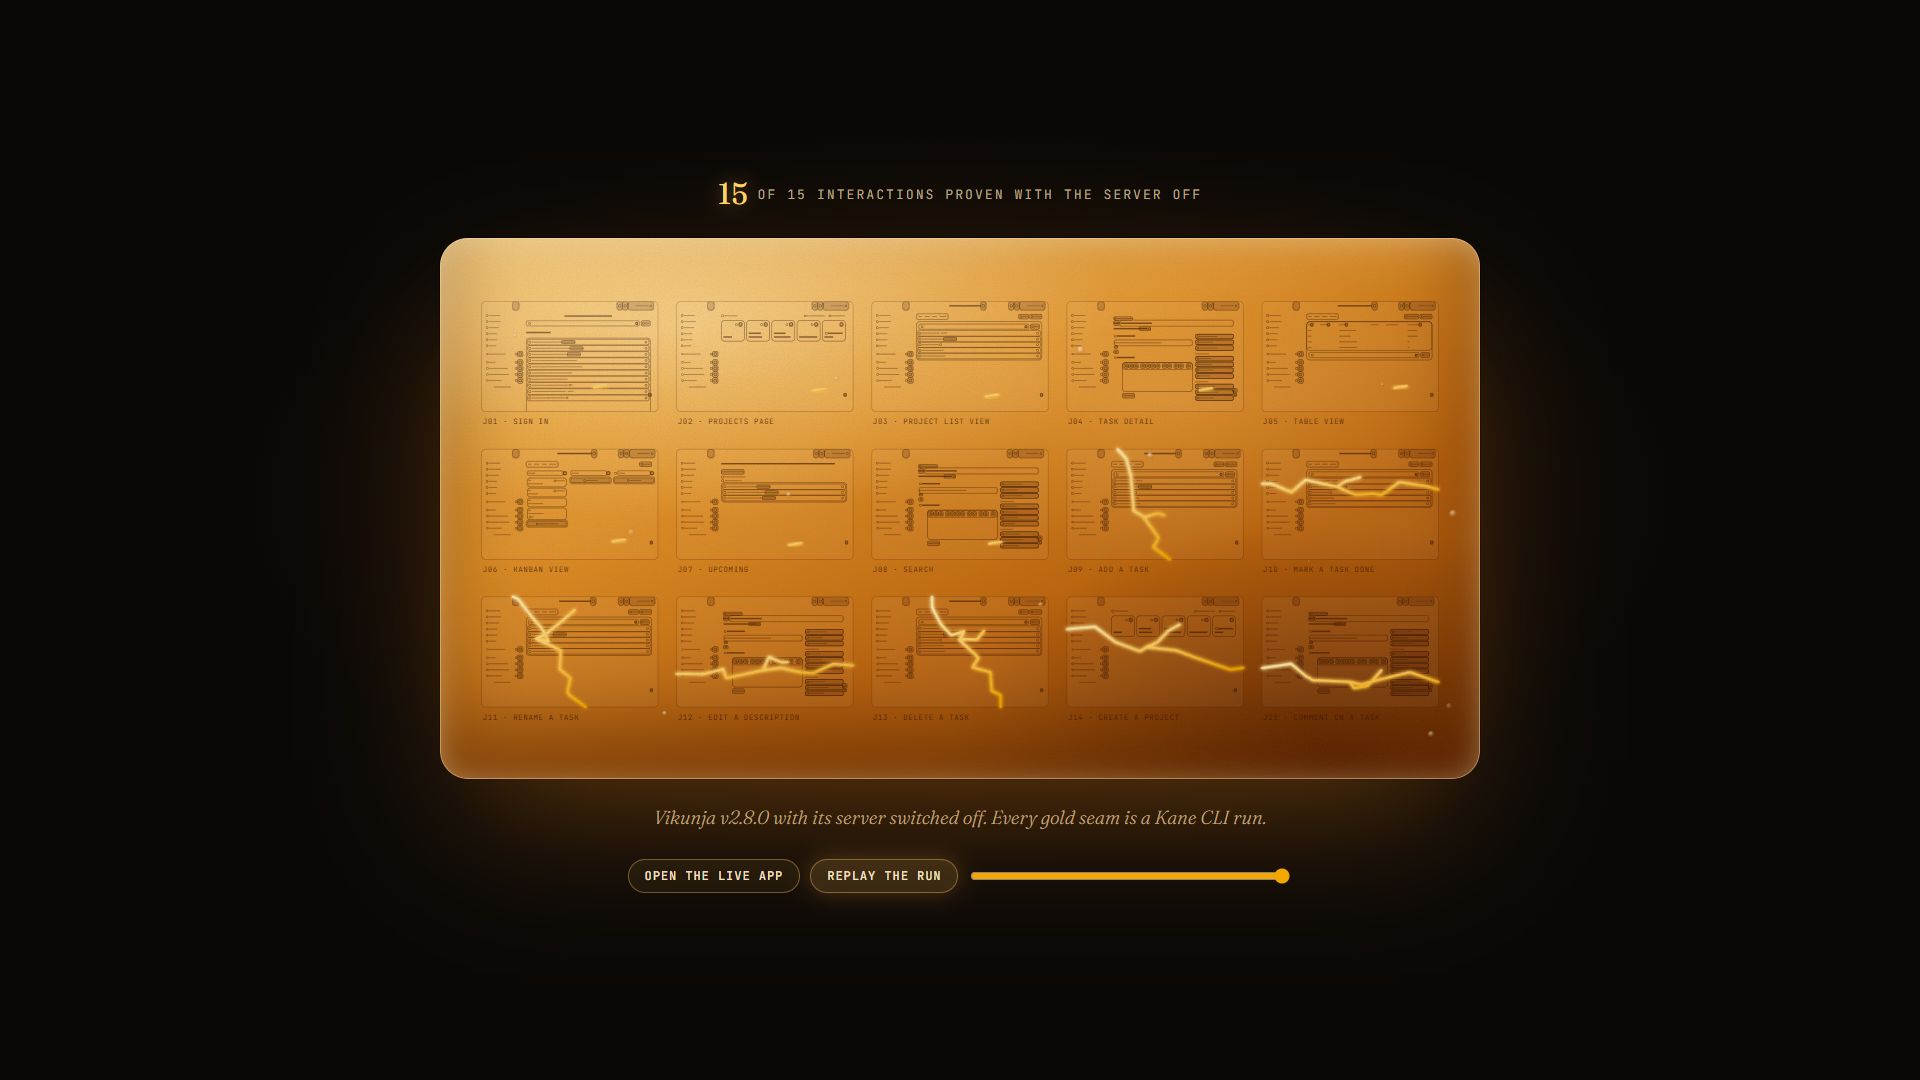 15 OF 15 INTERACTIONS PROVEN WITH THE SERVER OFF
J01 · SIGN IN
J02 · PROJECTS PAGE
J03 · PROJECT LIST VIEW
J04 · TASK DETAIL
J05 · TABLE VIEW
J06 · KANBAN VIEW
J07 · UPCOMING
J08 · SEARCH
J09 · ADD A TASK
J10 · MARK A TASK DONE
J11 · RENAME A TASK
J12 · EDIT A DESCRIPTION
J13 · DELETE A TASK
J14 · CREATE A PROJECT
J15 · COMMENT ON A TASK
Vikunja v2.8.0 with its server switched off. Every gold seam is a Kane CLI run.
OPEN THE LIVE APP
REPLAY THE RUN